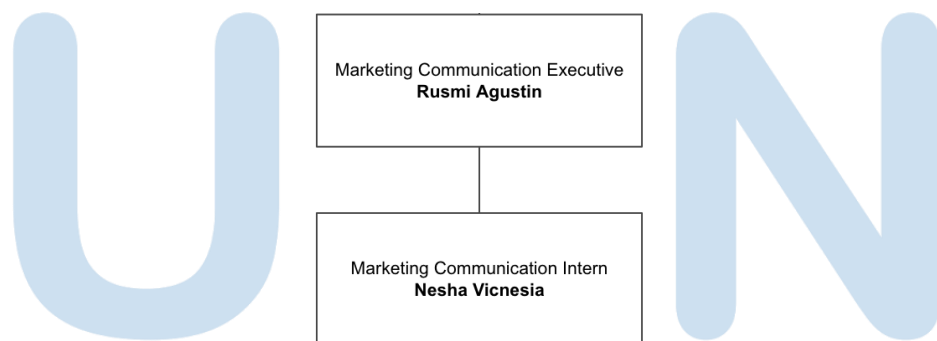 U N
Marketing Communication Executive
Rusmi Agustin
Marketing Communication Intern
Nesha Vicnesia